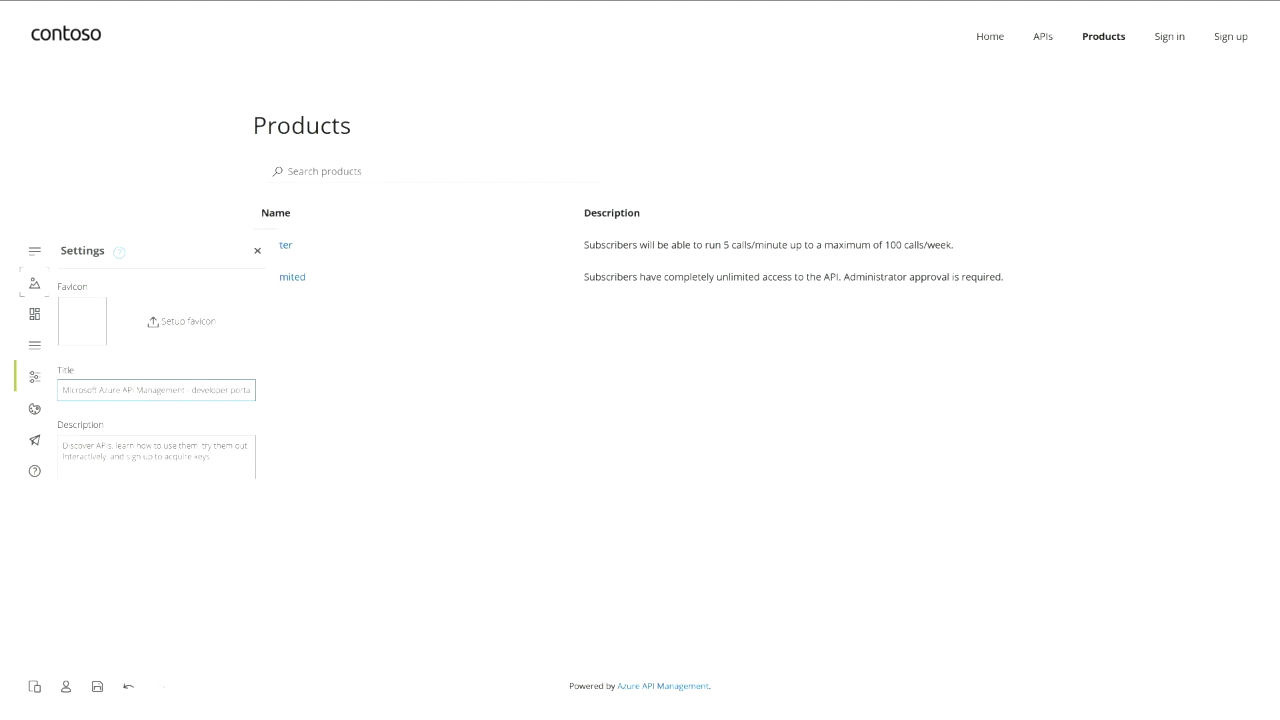 contoso
Home APIs Products Sign in Sign up
Products
Search products
Name Description
ter Subscribers will be able to run 5 calls/minute up to a maximum of 100 calls/week.
mited Subscribers have completely unlimited access to the API. Administrator approval is required.
Settings ?
Favicon
Setup favicon
Title
Microsoft Azure API Management - developer porta
Description
Discover APIs, learn how to use them, try them out
interactively, and sign up to acquire keys.
Powered by Azure API Management.